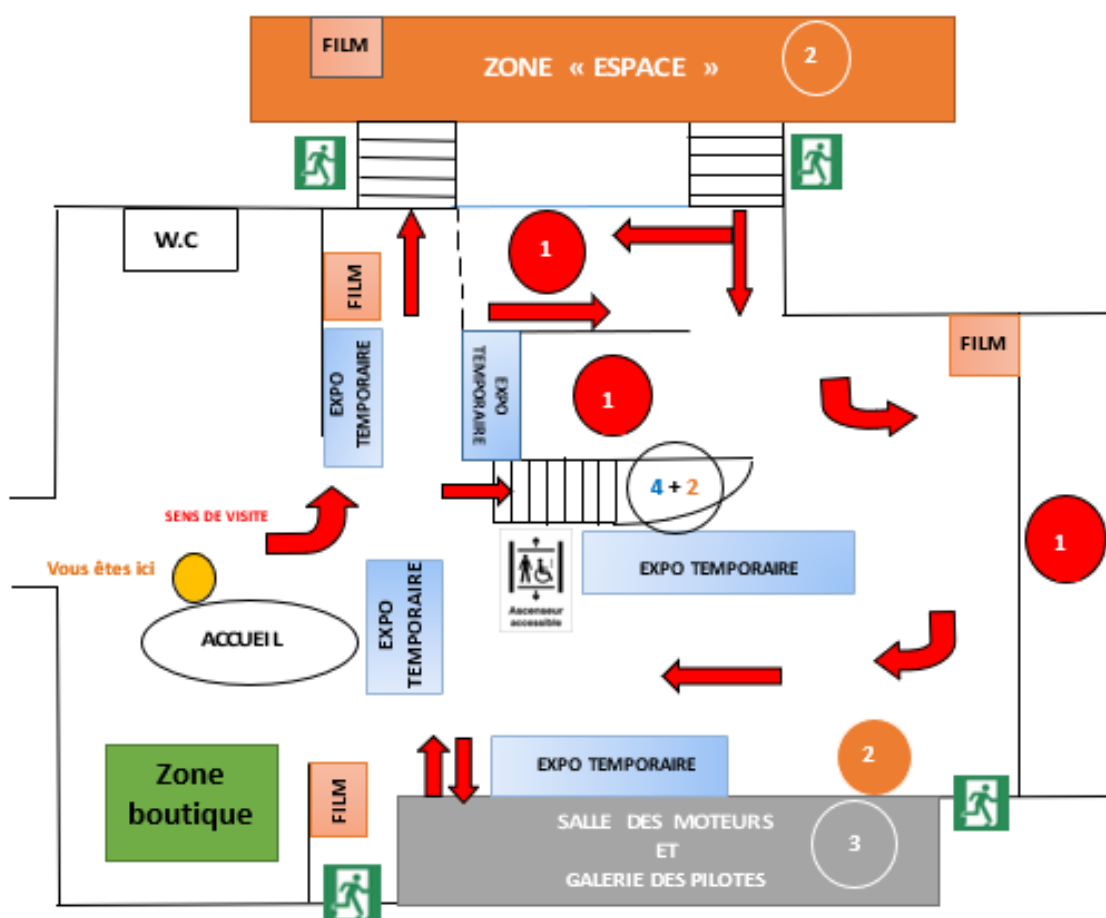 FILM
ZONE « ESPACE »
2
W.C
1
FILM
EXPO
TEMPORAIRE
EXPO
TEMPORAIRE
FILM
1
4 + 2
SENS DE VISITE
Vous êtes ici
1
EXPO TEMPORAIRE
Ascenseur
accessible
ACCUEIL
EXPO
TEMPORAIRE
Zone
boutique
FILM
EXPO TEMPORAIRE
2
SALLE DES MOTEURS
ET
GALERIE DES PILOTES
3